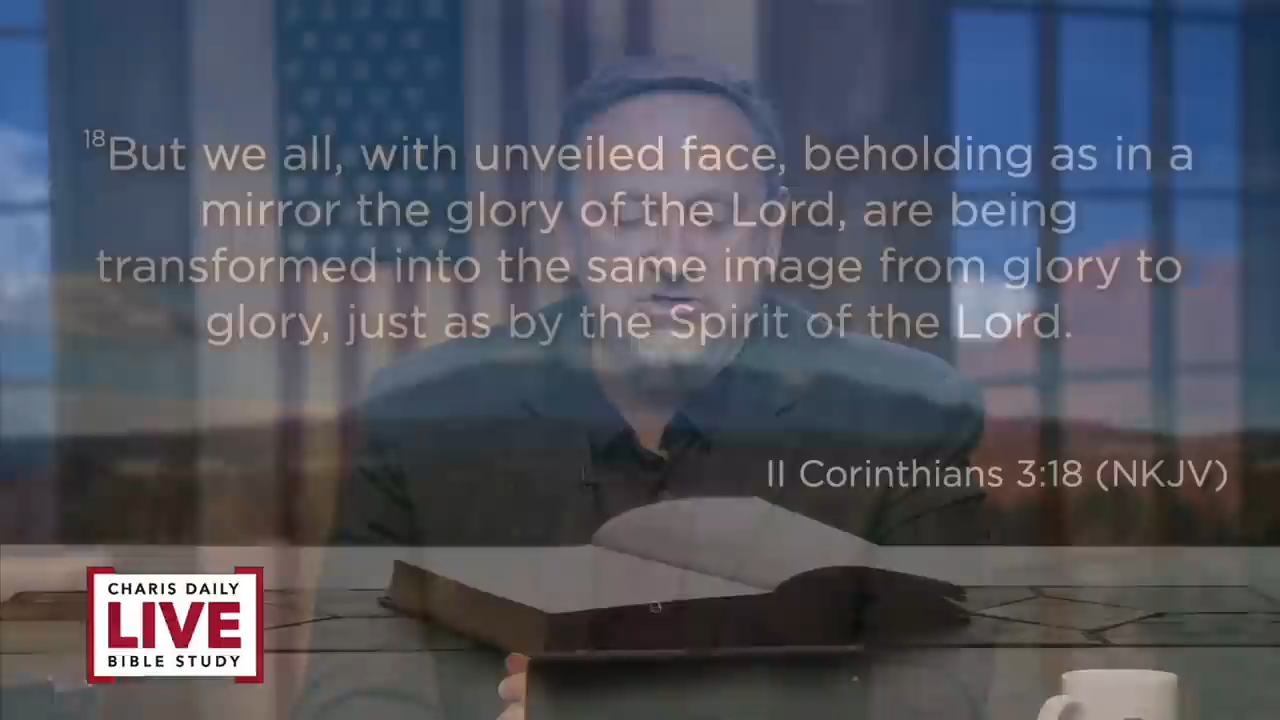 18But we all, with unveiled face, beholding as in a
mirror the glory of the Lord, are being
transformed into the same image from glory to
glory, just as by the Spirit of the Lord.
II Corinthians 3:18 (NKJV)
CHARIS DAILY
LIVE
BIBLE STUDY